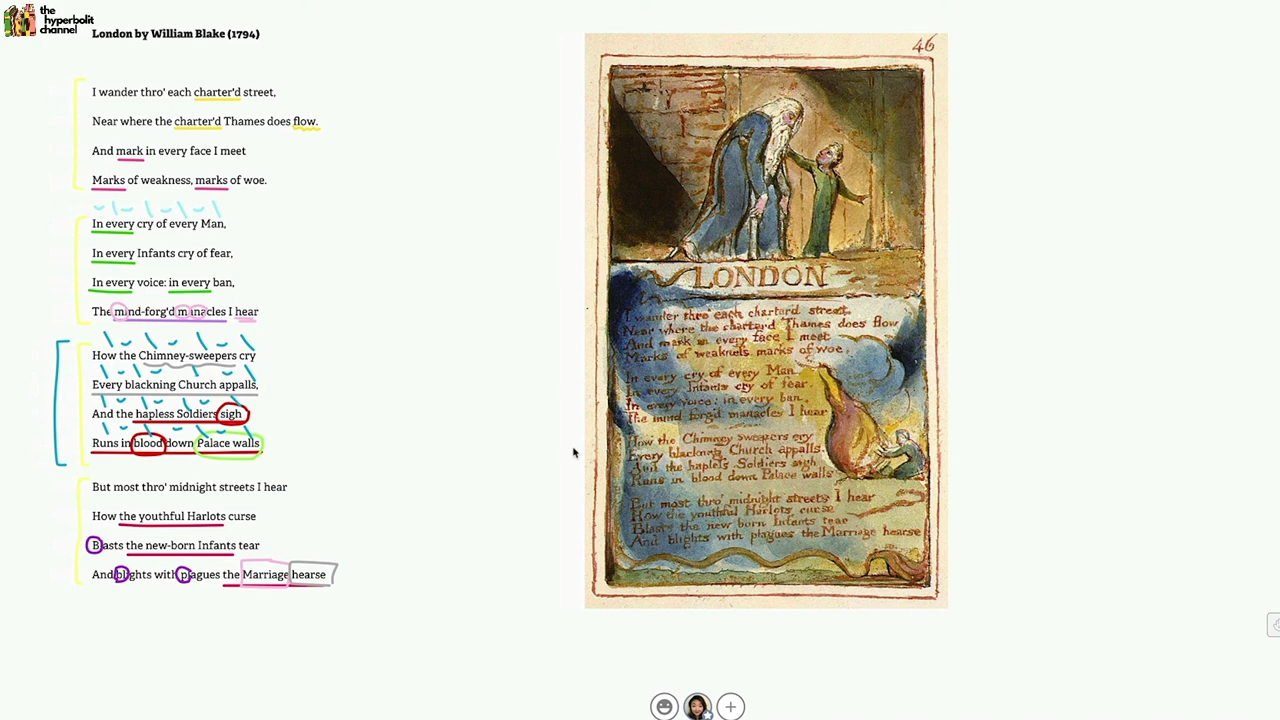 the
hyperbolit
channel
London by William Blake (1794)
I wander thro' each charter'd street,
Near where the charter'd Thames does flow.
And mark in every face I meet
Marks of weakness, marks of woe.
In every cry of every Man,
In every Infants cry of fear,
In every voice: in every ban,
The mind-forg'd manacles I hear
How the Chimney-sweepers cry
Every blackning Church appalls,
And the hapless Soldiers sigh
Runs in blood down Palace walls
But most thro' midnight streets I hear
How the youthful Harlots curse
Blasts the new-born Infants tear
And blights with plagues the Marriage hearse
46
LONDON
I wander thro each charterd street,
Near where the charterd Thames does flow
And mark in every face I meet
Marks of weakness marks of woe.
In every cry of every Man
In every Infants cry of fear.
In every voice: in every ban.
The mind forg'd manacles I hear
How the Chimney sweepers cry
Every blackning Church appalls.
And the hapless Soldiers sigh
Runs in blood down Palace walls
But most thro' midnight streets I hear
How the youthful Harlots curse
Blasts the new born Infants tear
And blights with plagues the Marriage hearse